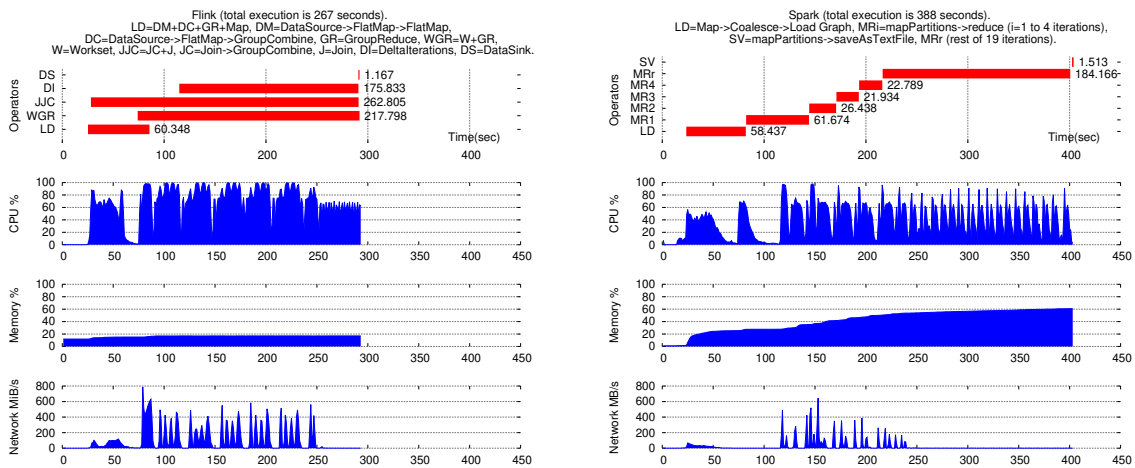 Flink (total execution is 267 seconds).
LD=DM+DC+GR+Map, DM=DataSource->FlatMap->FlatMap,
DC=DataSource->FlatMap->GroupCombine, GR=GroupReduce, WGR=W+GR,
W=Workset, JJC=JC+J, JC=Join->GroupCombine, J=Join, DI=DeltaIterations, DS=DataSink.
Operators
DS 1.167
DI 175.833
JJC 262.805
WGR 217.798
LD 60.348
Time(sec)
0 100 200 300 400
CPU %
100
80
60
40
20
0
0 50 100 150 200 250 300 350 400 450
Memory %
100
80
60
40
20
0
0 50 100 150 200 250 300 350 400 450
Network MiB/s
800
600
400
200
0
0 50 100 150 200 250 300 350 400 450
Spark (total execution is 388 seconds).
LD=Map->Coalesce->Load Graph, MRi=mapPartitions->reduce (i=1 to 4 iterations),
SV=mapPartitions->saveAsTextFile, MRr (rest of 19 iterations).
Operators
SV 1.513
MRr 184.166
MR4 22.789
MR3 21.934
MR2 26.438
MR1 61.674
LD 58.437
Time(sec)
0 100 200 300 400
CPU %
100
80
60
40
20
0
0 50 100 150 200 250 300 350 400 450
Memory %
100
80
60
40
20
0
0 50 100 150 200 250 300 350 400 450
Network MB/s
800
600
400
200
0
0 50 100 150 200 250 300 350 400 450